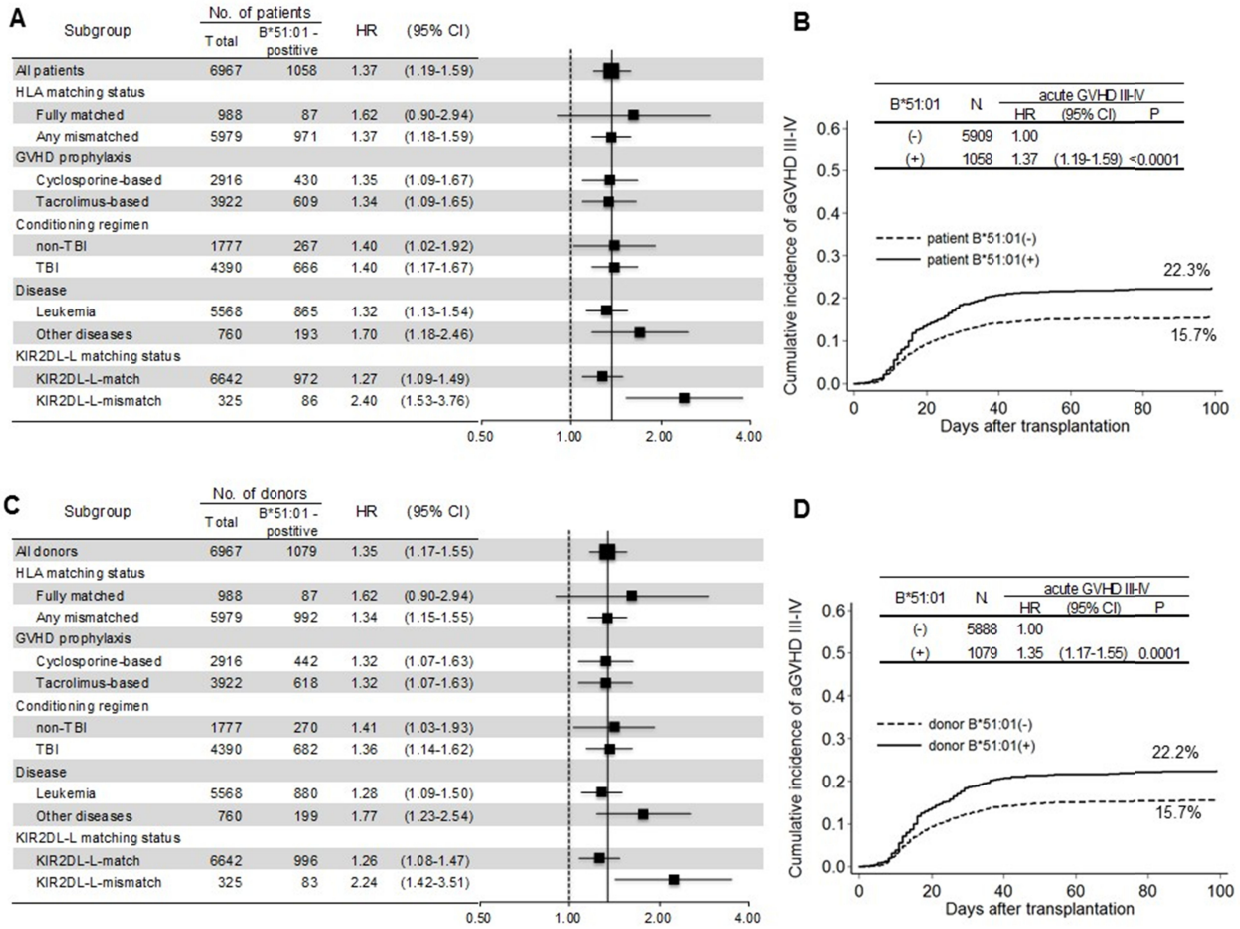 A
No. of patients
Subgroup HR (95% CI)
Total B*51:01 -
postitive
All patients 6967 1058 1.37 (1.19-1.59)
HLA matching status
Fully matched 988 87 1.62 (0.90-2.94)
Any mismatched 5979 971 1.37 (1.18-1.59)
GVHD prophylaxis
Cyclosporine-based 2916 430 1.35 (1.09-1.67)
Tacrolimus-based 3922 609 1.34 (1.09-1.65)
Conditioning regimen
non-TBI 1777 267 1.40 (1.02-1.92)
TBI 4390 666 1.40 (1.17-1.67)
Disease
Leukemia 5568 865 1.32 (1.13-1.54)
Other diseases 760 193 1.70 (1.18-2.46)
KIR2DL-L matching status
KIR2DL-L-match 6642 972 1.27 (1.09-1.49)
KIR2DL-L-mismatch 325 86 2.40 (1.53-3.76)
0.50 1.00 2.00 4.00
B
B*51:01 N acute GVHD III-IV
HR (95% CI) P
(-) 5909 1.00
(+) 1058 1.37 (1.19-1.59) <0.0001
Cumulative incidence of aGVHD III-IV
0.6
0.5
0.4
0.3
0.2
0.1
0.0
patient B*51:01(-)
patient B*51:01(+)
22.3%
15.7%
0 20 40 60 80 100
Days after transplantation
C
No. of donors
Subgroup HR (95% CI)
Total B*51:01 -
postitive
All donors 6967 1079 1.35 (1.17-1.55)
HLA matching status
Fully matched 988 87 1.62 (0.90-2.94)
Any mismatched 5979 992 1.34 (1.15-1.55)
GVHD prophylaxis
Cyclosporine-based 2916 442 1.32 (1.07-1.63)
Tacrolimus-based 3922 618 1.32 (1.07-1.63)
Conditioning regimen
non-TBI 1777 270 1.41 (1.03-1.93)
TBI 4390 682 1.36 (1.14-1.62)
Disease
Leukemia 5568 880 1.28 (1.09-1.50)
Other diseases 760 199 1.77 (1.23-2.54)
KIR2DL-L matching status
KIR2DL-L-match 6642 996 1.26 (1.08-1.47)
KIR2DL-L-mismatch 325 83 2.24 (1.42-3.51)
0.50 1.00 2.00 4.00
D
B*51:01 N acute GVHD III-IV
HR (95% CI) P
(-) 5888 1.00
(+) 1079 1.35 (1.17-1.55) 0.0001
Cumulative incidence of aGVHD III-IV
0.6
0.5
0.4
0.3
0.2
0.1
0.0
donor B*51:01(-)
donor B*51:01(+)
22.2%
15.7%
0 20 40 60 80 100
Days after transplantation